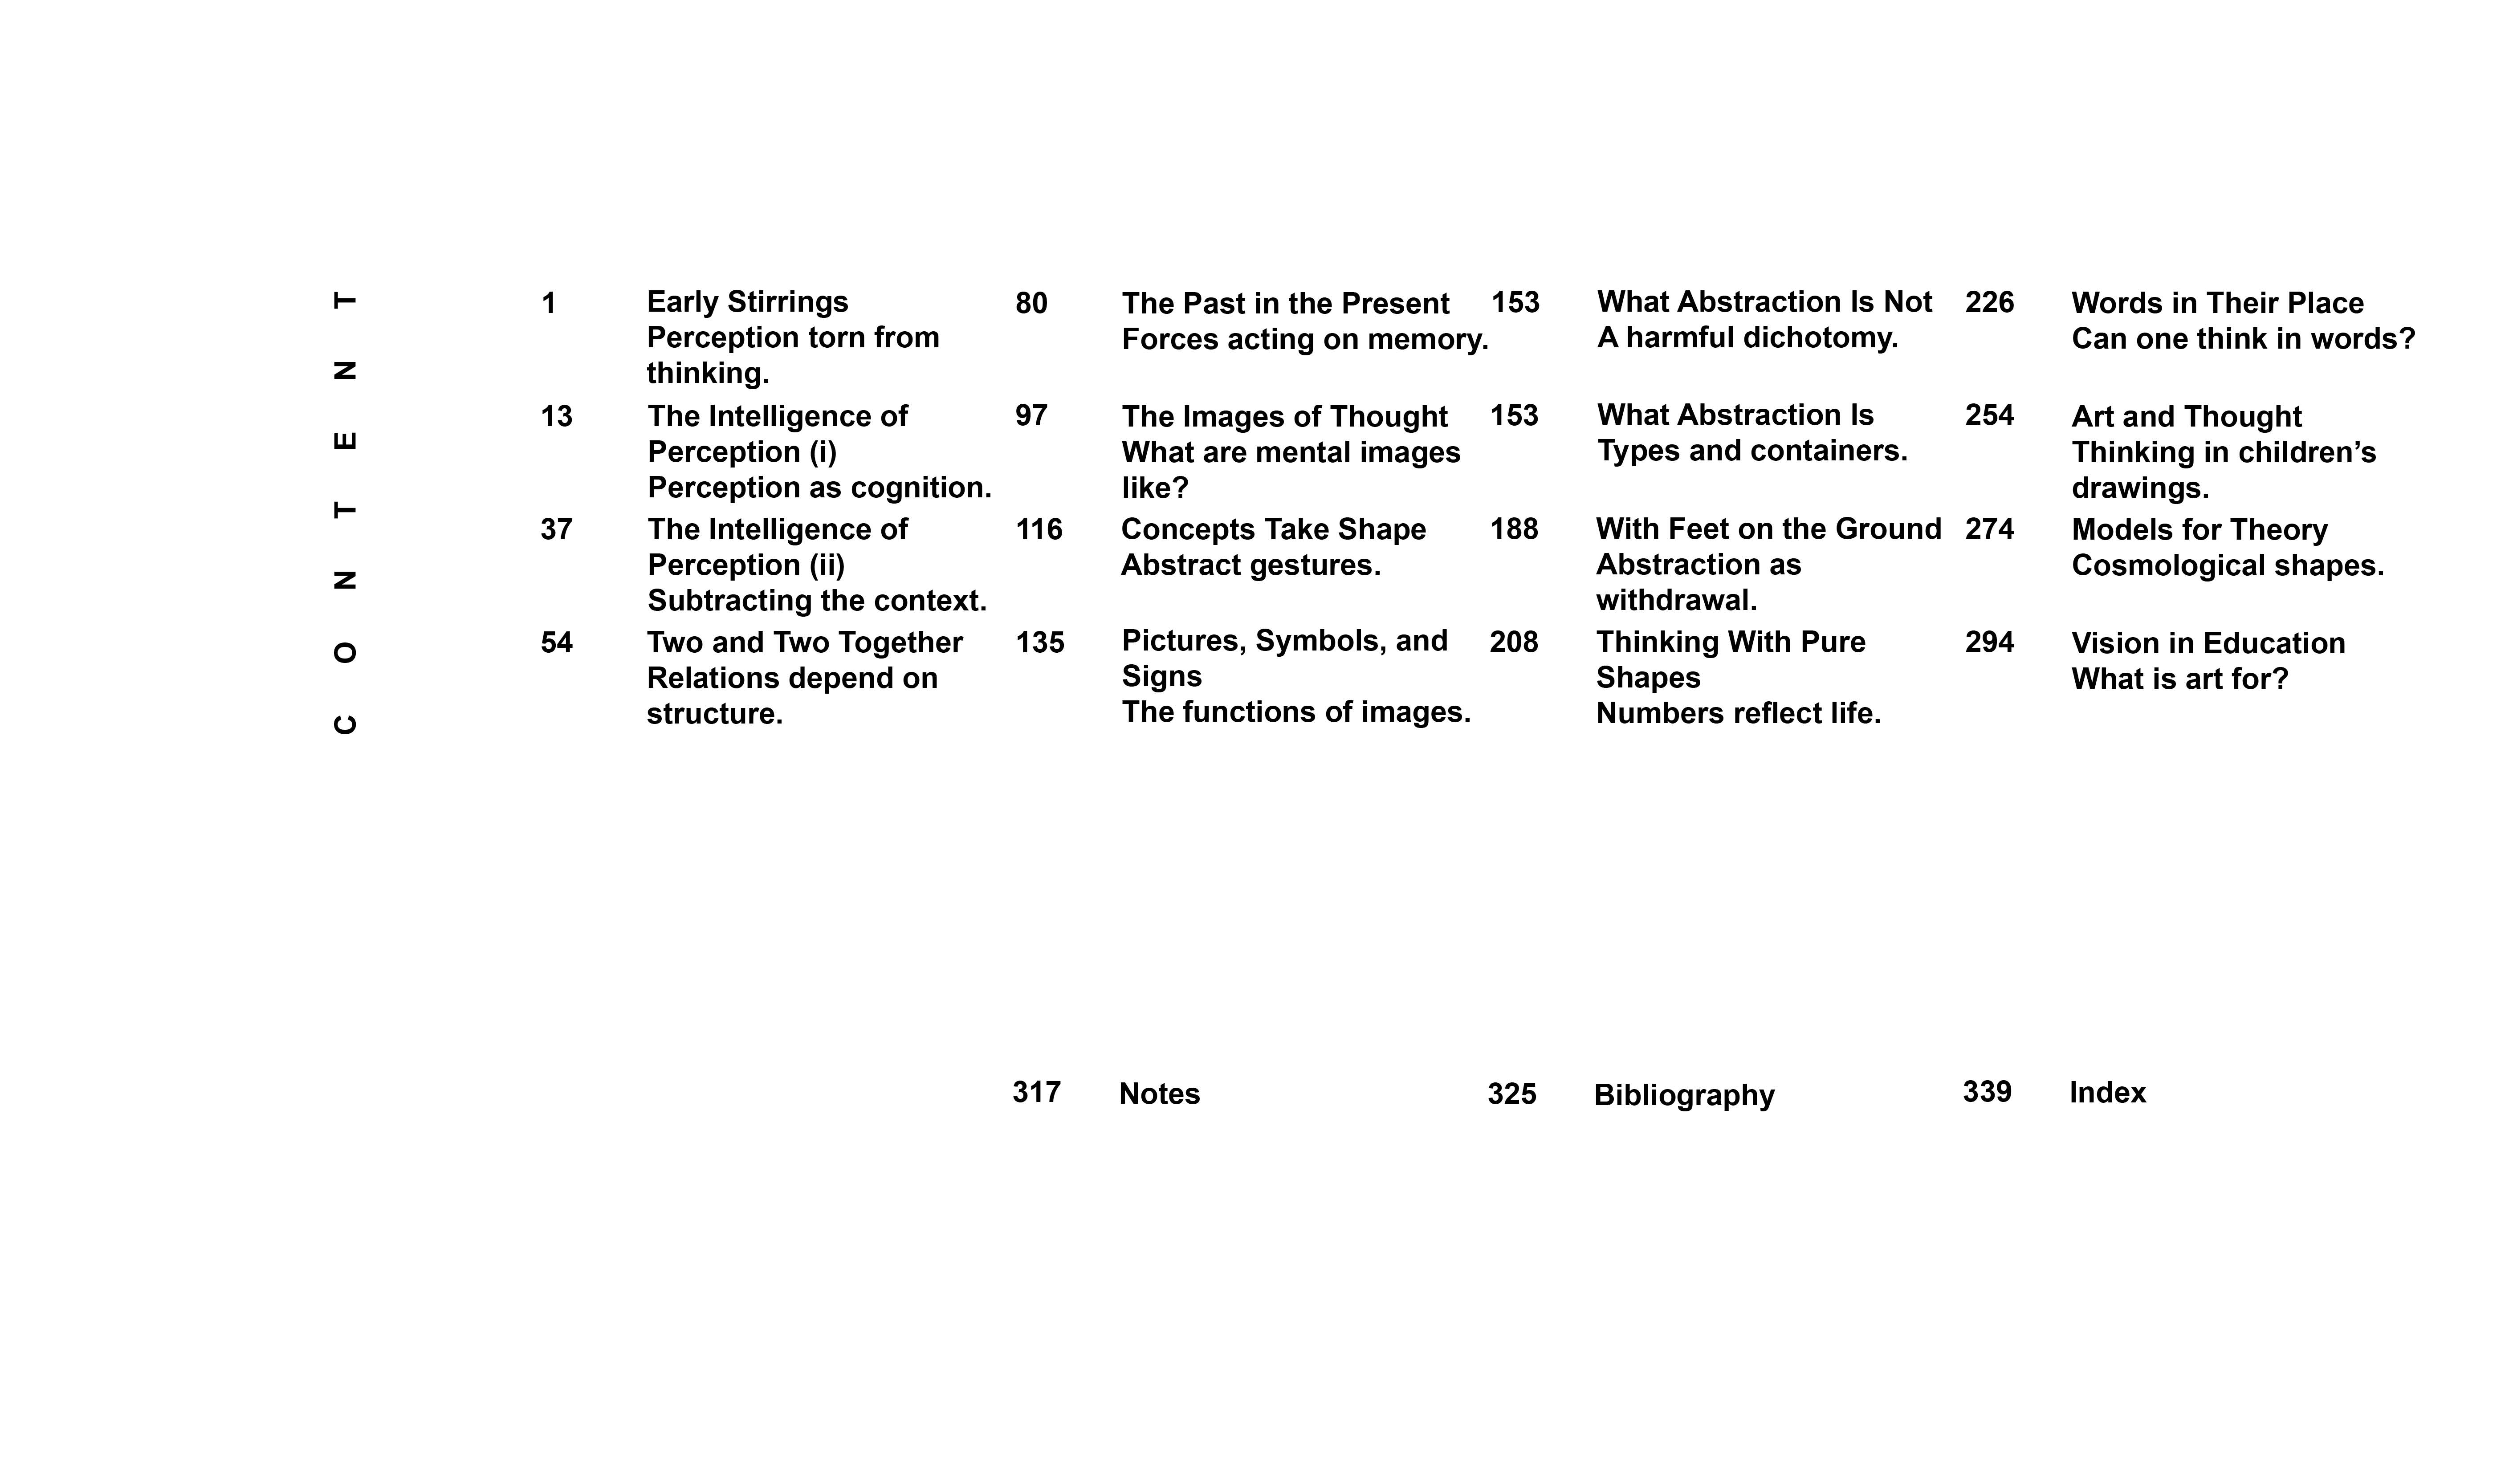 CONTENT
1
Early Stirrings
Perception torn from
thinking.
13
The Intelligence of
Perception (i)
Perception as cognition.
37
The Intelligence of
Perception (ii)
Subtracting the context.
54
Two and Two Together
Relations depend on
structure.
80
The Past in the Present
Forces acting on memory.
97
The Images of Thought
What are mental images
like?
116
Concepts Take Shape
Abstract gestures.
135
Pictures, Symbols, and
Signs
The functions of images.
153
What Abstraction Is Not
A harmful dichotomy.
153
What Abstraction Is
Types and containers.
188
With Feet on the Ground
Abstraction as
withdrawal.
208
Thinking With Pure
Shapes
Numbers reflect life.
226
Words in Their Place
Can one think in words?
254
Art and Thought
Thinking in children’s
drawings.
274
Models for Theory
Cosmological shapes.
294
Vision in Education
What is art for?
317
Notes
325
Bibliography
339
Index